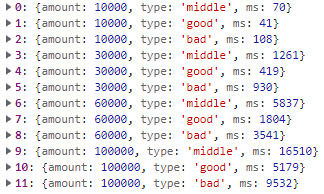 ▶ 0: {amount: 10000, type: 'middle', ms: 70}
▶ 1: {amount: 10000, type: 'good', ms: 41}
▶ 2: {amount: 10000, type: 'bad', ms: 108}
▶ 3: {amount: 30000, type: 'middle', ms: 1261}
▶ 4: {amount: 30000, type: 'good', ms: 419}
▶ 5: {amount: 30000, type: 'bad', ms: 930}
▶ 6: {amount: 60000, type: 'middle', ms: 5837}
▶ 7: {amount: 60000, type: 'good', ms: 1804}
▶ 8: {amount: 60000, type: 'bad', ms: 3541}
▶ 9: {amount: 100000, type: 'middle', ms: 16510}
▶ 10: {amount: 100000, type: 'good', ms: 5179}
▶ 11: {amount: 100000, type: 'bad', ms: 9532}